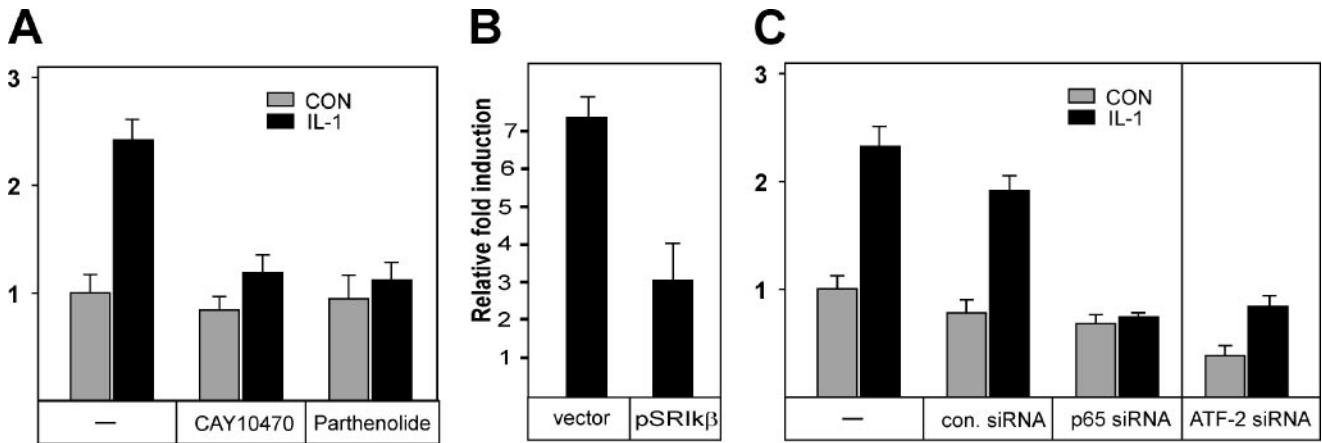 A
3
2
1
CON
IL-1
—
CAY10470
Parthenolide
B
Relative fold induction
7
6
5
4
3
2
1
vector
pSRIkβ
C
3
2
1
CON
IL-1
—
con. siRNA
p65 siRNA
ATF-2 siRNA